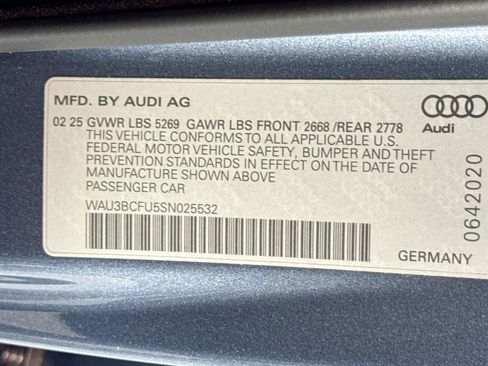 MFD. BY AUDI AG
02 25 GVWR LBS 5269 GAWR LBS FRONT 2668/REAR 2778
THIS VEHICLE CONFORMS TO ALL APPLICABLE U.S.
FEDERAL MOTOR VEHICLE SAFETY, BUMPER AND THEFT
PREVENTION STANDARDS IN EFFECT ON THE DATE OF
MANUFACTURE SHOWN ABOVE
PASSENGER CAR
WAU3BCFU5SN025532
Audi
0642020
GERMANY